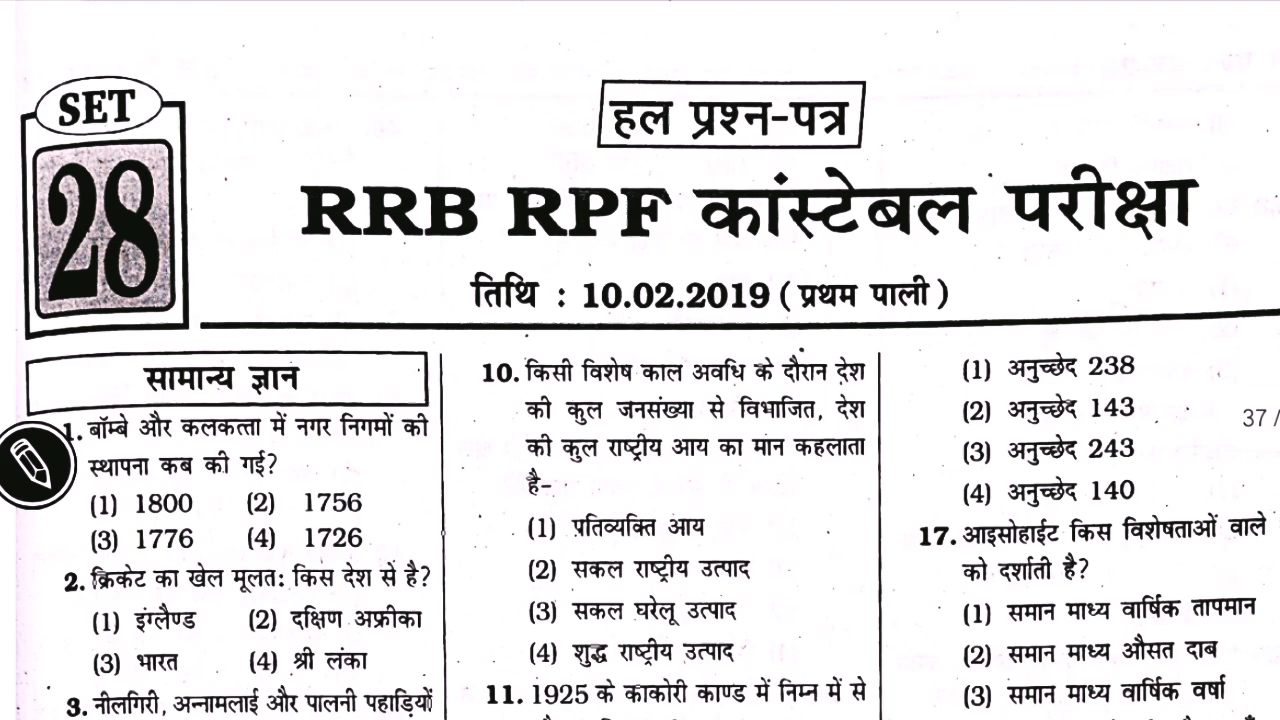 SET
28
हल प्रश्न-पत्र
RRB RPF कांस्टेबल परीक्षा
तिथि : 10.02.2019 ( प्रथम पाली )
सामान्य ज्ञान
1. बॉम्बे और कलकत्ता में नगर निगमों की
स्थापना कब की गई?
(1) 1800 (2) 1756
(3) 1776 (4) 1726
2. क्रिकेट का खेल मूलत: किस देश से है?
(1) इंग्लैण्ड (2) दक्षिण अफ्रीका
(3) भारत (4) श्री लंका
3. नीलगिरी, अन्नामलाई और पालनी पहाड़ियों
10. किसी विशेष काल अवधि के दौरान देश
की कुल जनसंख्या से विभाजित, देश
की कुल राष्ट्रीय आय का मान कहलाता
है-
(1) प्रतिव्यक्ति आय
(2) सकल राष्ट्रीय उत्पाद
(3) सकल घरेलू उत्पाद
(4) शुद्ध राष्ट्रीय उत्पाद
11. 1925 के काकोरी काण्ड में निम्न में से
(1) अनुच्छेद 238
(2) अनुच्छेद 143
(3) अनुच्छेद 243
(4) अनुच्छेद 140
37 /
17. आइसोहाईट किस विशेषताओं वाले
को दर्शाती है?
(1) समान माध्य वार्षिक तापमान
(2) समान माध्य औसत दाब
(3) समान माध्य वार्षिक वर्षा